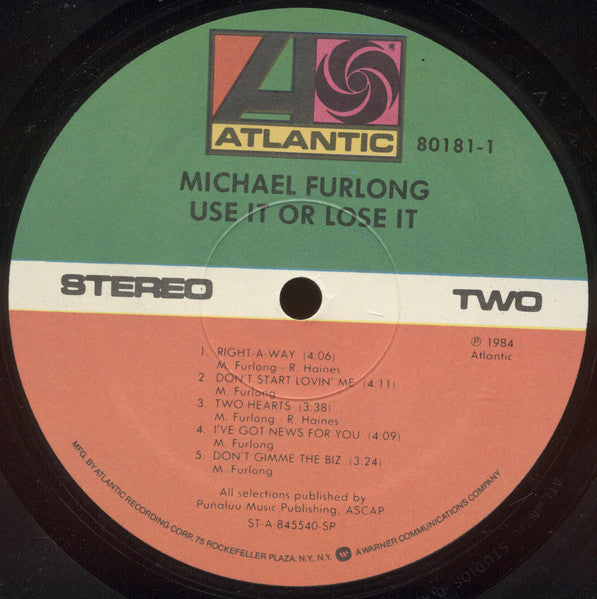 ATLANTIC
80181-1
MICHAEL FURLONG
USE IT OR LOSE IT
STEREO
TWO
℗ 1984
Atlantic
1. RIGHT-A-WAY (4:06)
M. Furlong - R. Haines
2. DON'T START LOVIN' ME (4:11)
M. Furlong
3. TWO HEARTS (3:38)
M. Furlong - R. Haines
4. I'VE GOT NEWS FOR YOU (4:09)
M. Furlong
5. DON'T GIMME THE BIZ (3:24)
M. Furlong
All selections published by
Punaluu Music Publishing, ASCAP
ST-A-845540-SP
MFG. BY ATLANTIC RECORDING CORP. 75 ROCKEFELLER PLAZA, N.Y. N.Y. A WARNER COMMUNICATIONS COMPANY